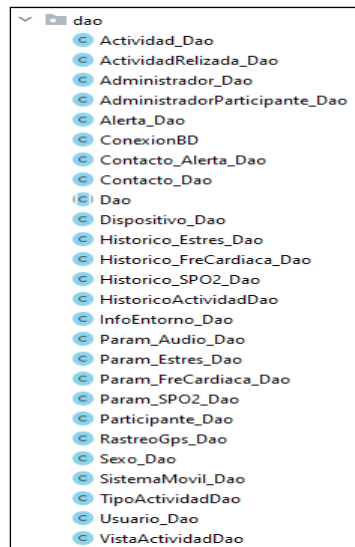 dao
Actividad_Dao
ActividadRelizada_Dao
Administrador_Dao
AdministradorParticipante_Dao
Alerta_Dao
ConexionBD
Contacto_Alerta_Dao
Contacto_Dao
Dao
Dispositivo_Dao
Historico_Estres_Dao
Historico_FreCardiaca_Dao
Historico_SPO2_Dao
HistoricoActividadDao
InfoEntorno_Dao
Param_Audio_Dao
Param_Estres_Dao
Param_FreCardiaca_Dao
Param_SPO2_Dao
Participante_Dao
RastreoGps_Dao
Sexo_Dao
SistemaMovil_Dao
TipoActividadDao
Usuario_Dao
VistaActividadDao